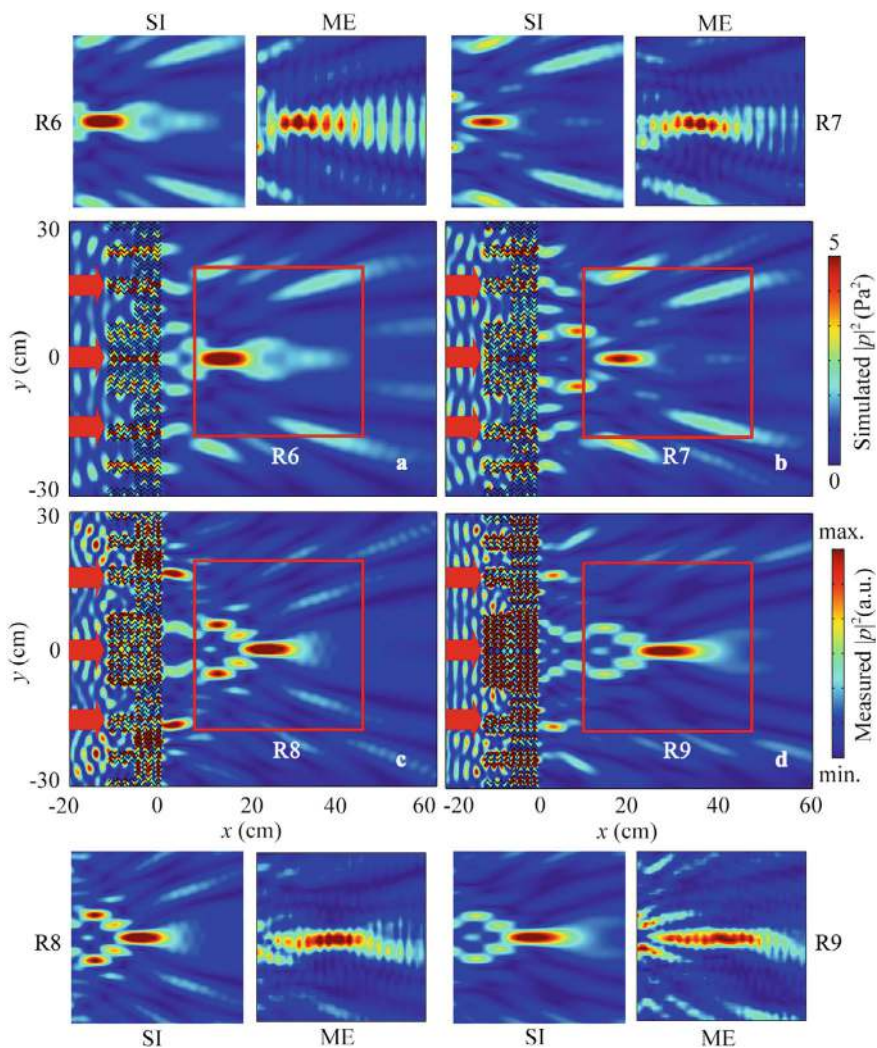 SI ME SI ME
R6 R7
30
y (cm)
0
-30
R6 a
R7 b
5
Simulated |p|² (Pa²)
0
30
y (cm)
0
-30
R8 c
R9 d
max.
Measured |p|²(a.u.)
min.
-20 0 20 40 60
x (cm)
-20 0 20 40 60
x (cm)
R8 R9
SI ME SI ME